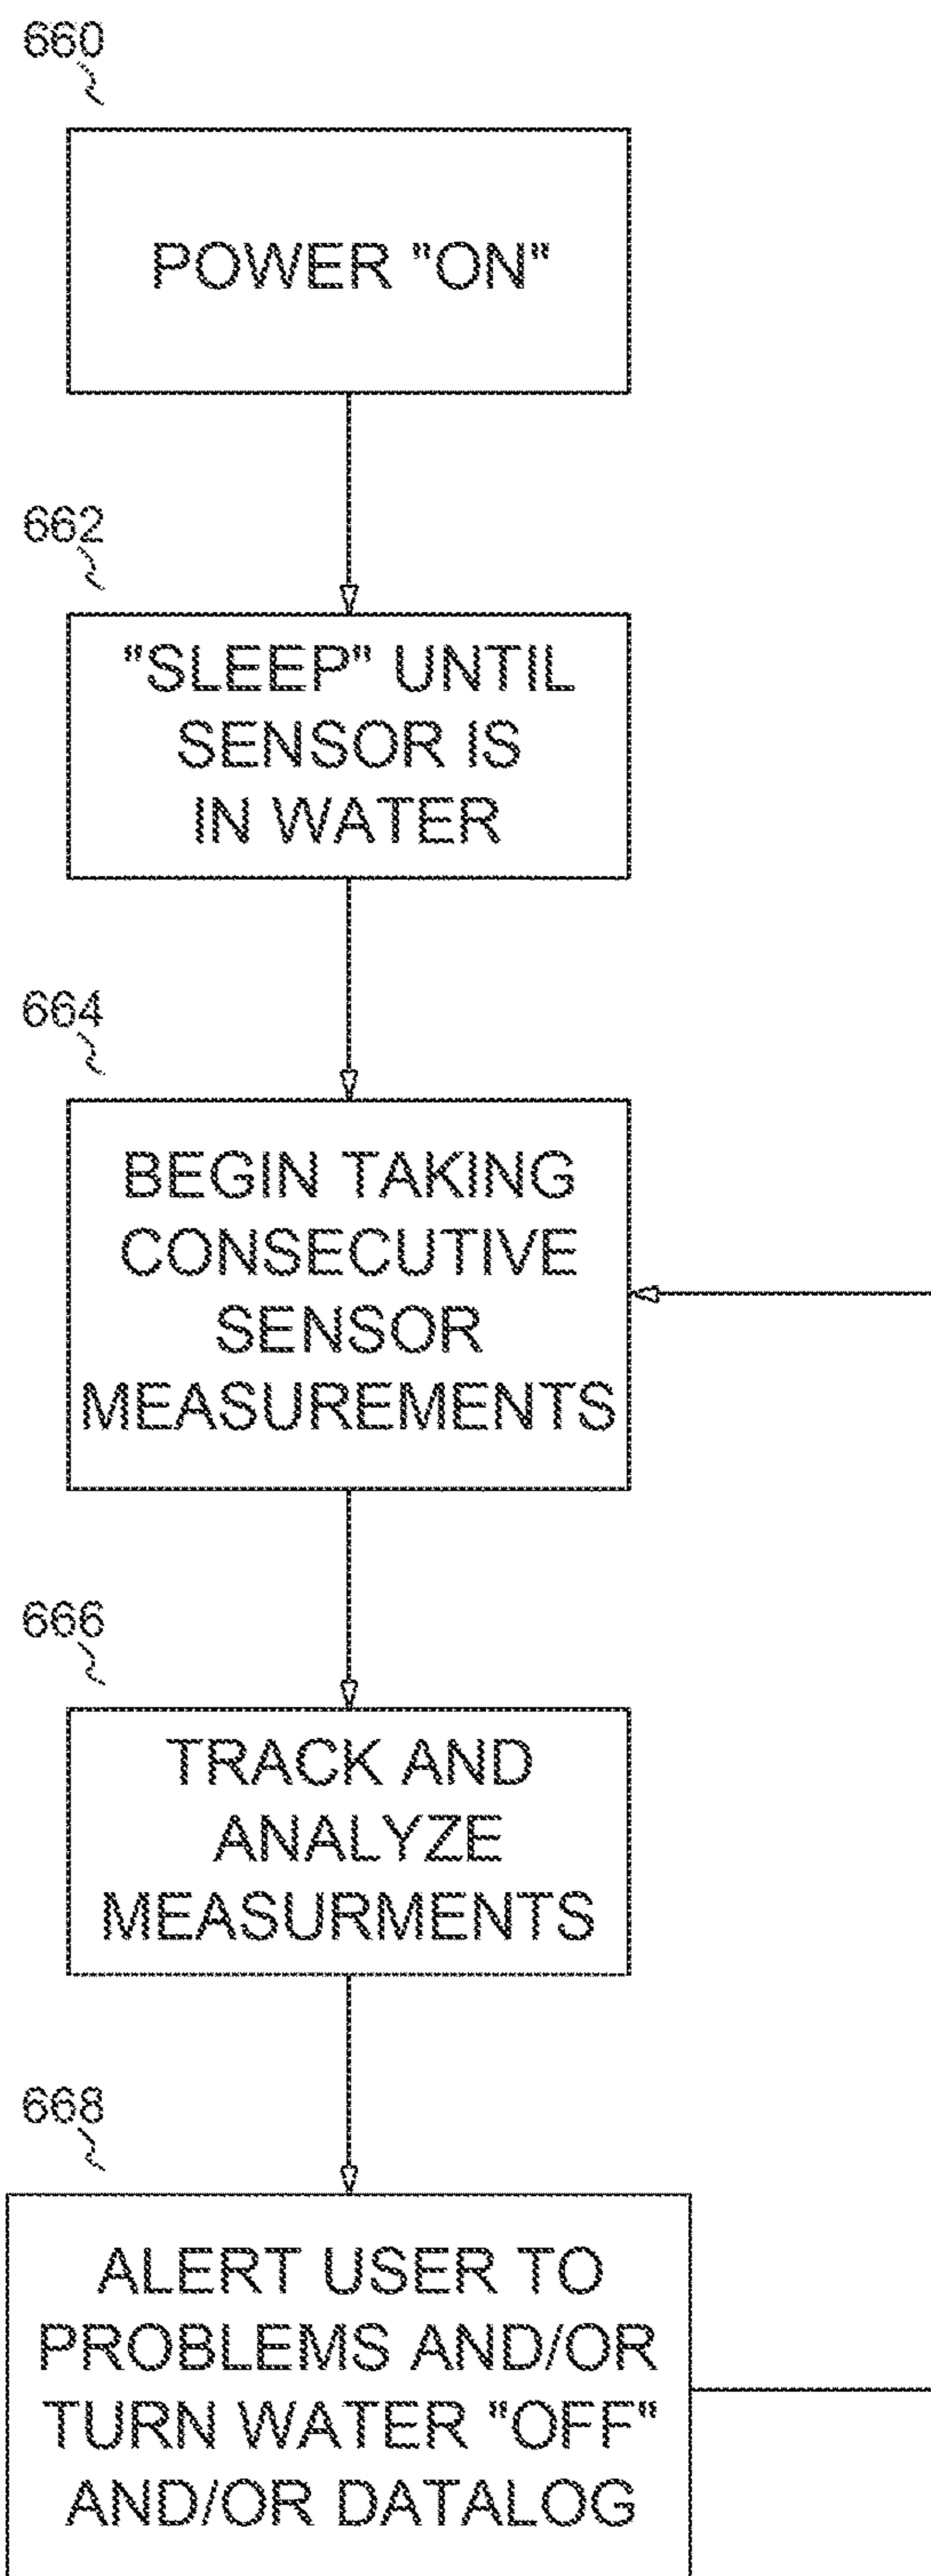 660
POWER "ON"
662
"SLEEP" UNTIL
SENSOR IS
IN WATER
664
BEGIN TAKING
CONSECUTIVE
SENSOR
MEASUREMENTS
666
TRACK AND
ANALYZE
MEASURMENTS
668
ALERT USER TO
PROBLEMS AND/OR
TURN WATER "OFF"
AND/OR DATALOG